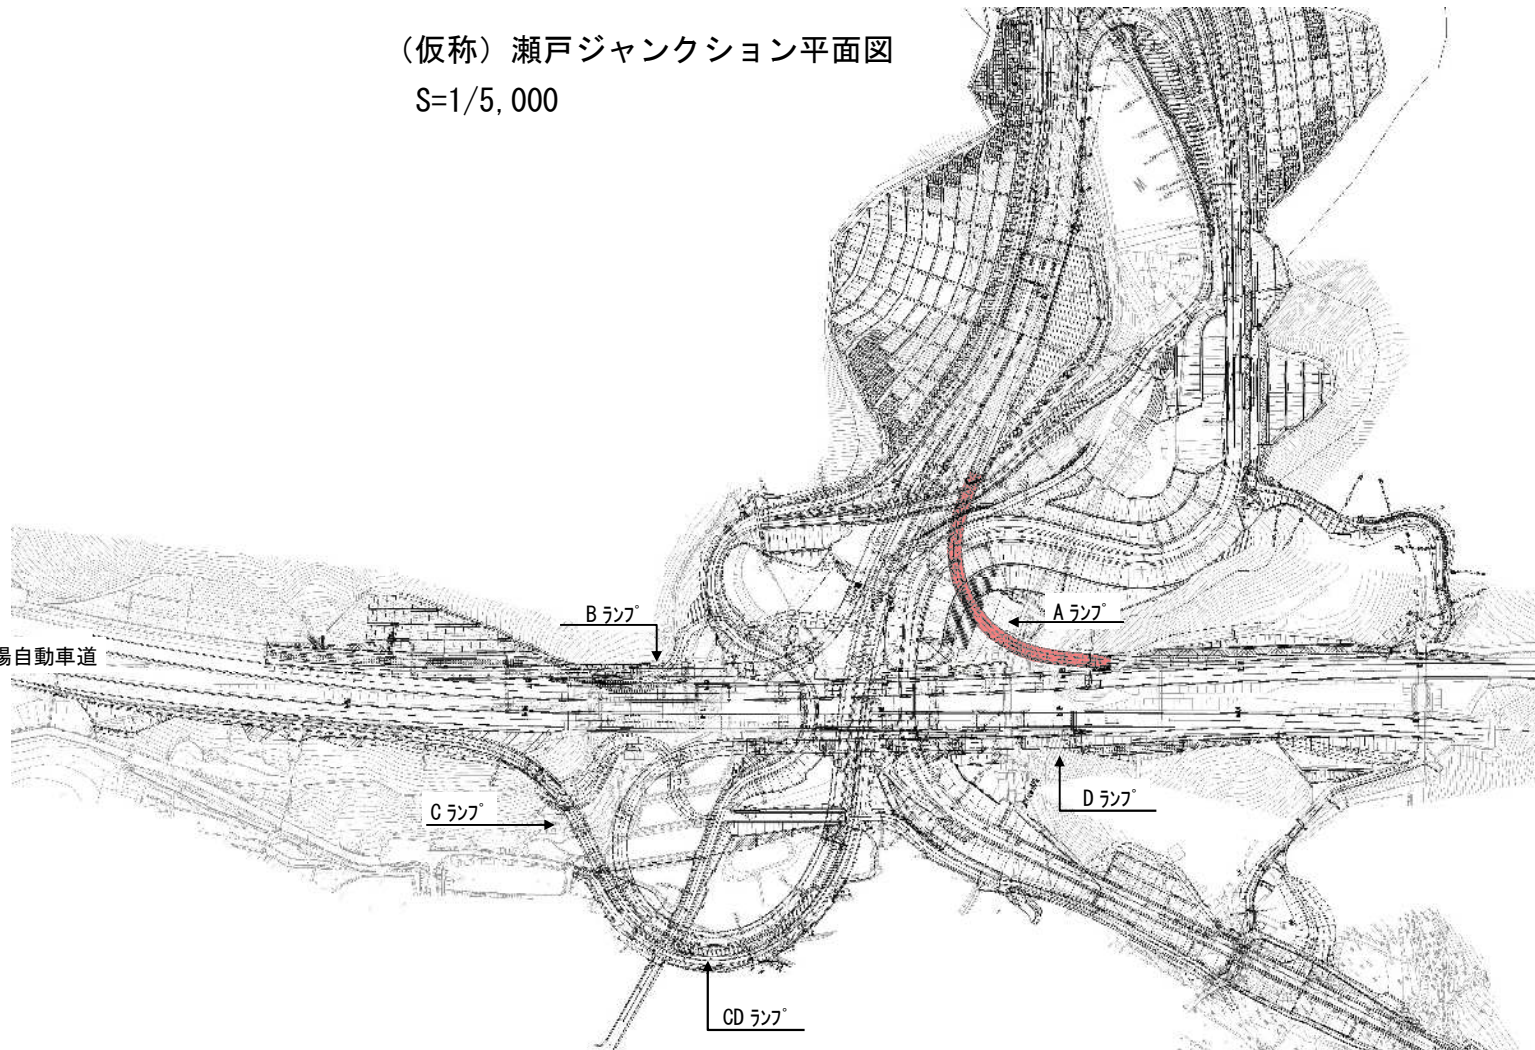 （仮称）瀬戸ジャンクション平面図
S=1/5,000
B ﾗﾝﾌﾟ
A ﾗﾝﾌﾟ
陽自動車道
C ﾗﾝﾌﾟ
D ﾗﾝﾌﾟ
CD ﾗﾝﾌﾟ